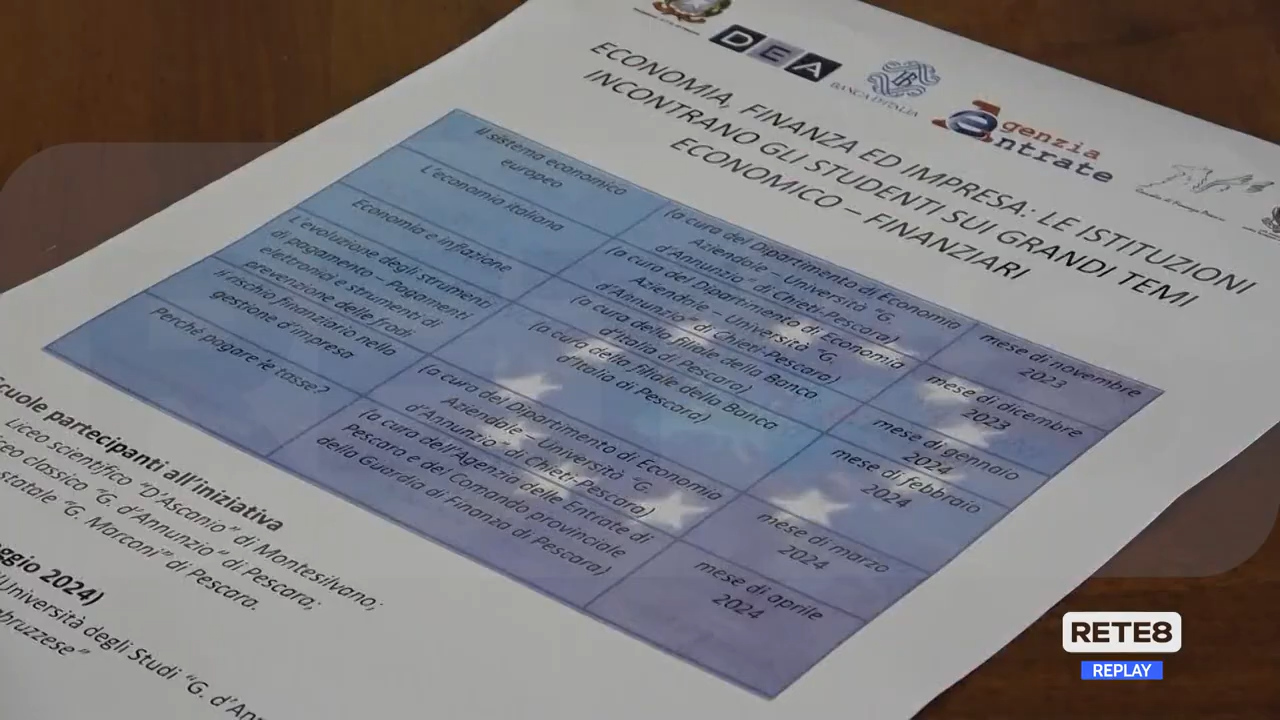 DEA
BANCA D'ITALIA
agenzia
entrate
ECONOMIA, FINANZA ED IMPRESA: LE ISTITUZIONI
INCONTRANO GLI STUDENTI SUI GRANDI TEMI
ECONOMICO – FINANZIARI
Il sistema economico
europeo
(a cura del Dipartimento di Economia
Aziendale – Università "G.
d'Annunzio" di Chieti-Pescara)
mese di novembre
2023
L'economia italiana
(a cura del Dipartimento di Economia
Aziendale – Università "G.
d'Annunzio" di Chieti-Pescara)
mese di dicembre
2023
Economia e inflazione
(a cura della filiale della Banca
d'Italia di Pescara)
mese di gennaio
2024
L'evoluzione degli strumenti
di pagamento – Pagamenti
elettronici e strumenti di
prevenzione delle frodi
(a cura della filiale della Banca
d'Italia di Pescara)
mese di febbraio
2024
Il rischio finanziario nella
gestione d'impresa
(a cura del Dipartimento di Economia
Aziendale – Università "G.
d'Annunzio" di Chieti-Pescara)
mese di marzo
2024
Perché pagare le tasse?
(a cura dell'Agenzia delle Entrate di
Pescara e del Comando provinciale
della Guardia di Finanza di Pescara)
mese di aprile
2024
cuole partecipanti all'iniziativa
Liceo scientifico "D'Ascanio" di Montesilvano;
ceo classico "G. d'Annunzio" di Pescara;
statale "G. Marconi" di Pescara.
aggio 2024)
'Università degli Studi "G. d'Ann
bruzzese"
RETE8
REPLAY